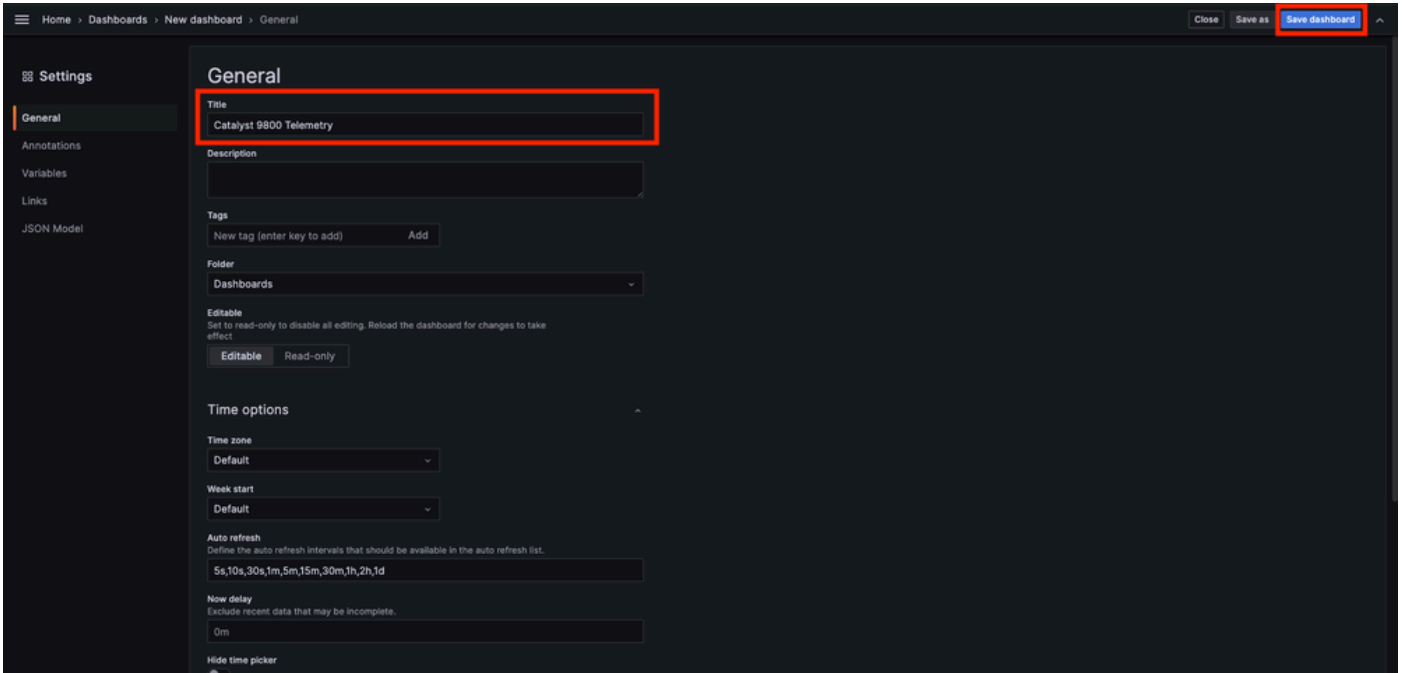 Home › Dashboards › New dashboard › General
Close Save as Save dashboard
Settings
General
Annotations
Variables
Links
JSON Model
General
Title
Catalyst 9800 Telemetry
Description
Tags
New tag (enter key to add) Add
Folder
Dashboards
Editable
Set to read-only to disable all editing. Reload the dashboard for changes to take
effect
Editable Read-only
Time options
Time zone
Default
Week start
Default
Auto refresh
Define the auto refresh intervals that should be available in the auto refresh list.
5s,10s,30s,1m,5m,15m,30m,1h,2h,1d
Now delay
Exclude recent data that may be incomplete.
0m
Hide time picker